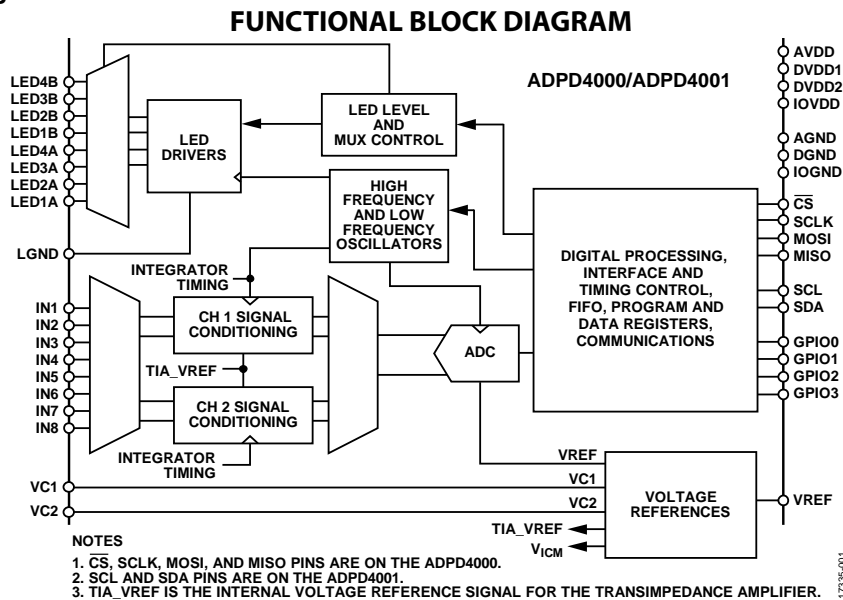 FUNCTIONAL BLOCK DIAGRAM
ADPD4000/ADPD4001
LED4B
LED3B
LED2B
LED1B
LED4A
LED3A
LED2A
LED1A
LGND
LED
DRIVERS
LED LEVEL
AND
MUX CONTROL
HIGH
FREQUENCY
AND LOW
FREQUENCY
OSCILLATORS
INTEGRATOR
TIMING
IN1
IN2
IN3
IN4
IN5
IN6
IN7
IN8
CH 1 SIGNAL
CONDITIONING
TIA_VREF
CH 2 SIGNAL
CONDITIONING
INTEGRATOR
TIMING
ADC
DIGITAL PROCESSING,
INTERFACE AND
TIMING CONTROL,
FIFO, PROGRAM AND
DATA REGISTERS,
COMMUNICATIONS
AVDD
DVDD1
DVDD2
IOVDD
AGND
DGND
IOGND
CS
SCLK
MOSI
MISO
SCL
SDA
GPIO0
GPIO1
GPIO2
GPIO3
VC1
VC2
VREF
VC1
VC2
TIA_VREF
VICM
VOLTAGE
REFERENCES
VREF
NOTES
1. CS, SCLK, MOSI, AND MISO PINS ARE ON THE ADPD4000.
2. SCL AND SDA PINS ARE ON THE ADPD4001.
3. TIA_VREF IS THE INTERNAL VOLTAGE REFERENCE SIGNAL FOR THE TRANSIMPEDANCE AMPLIFIER.
17335-001